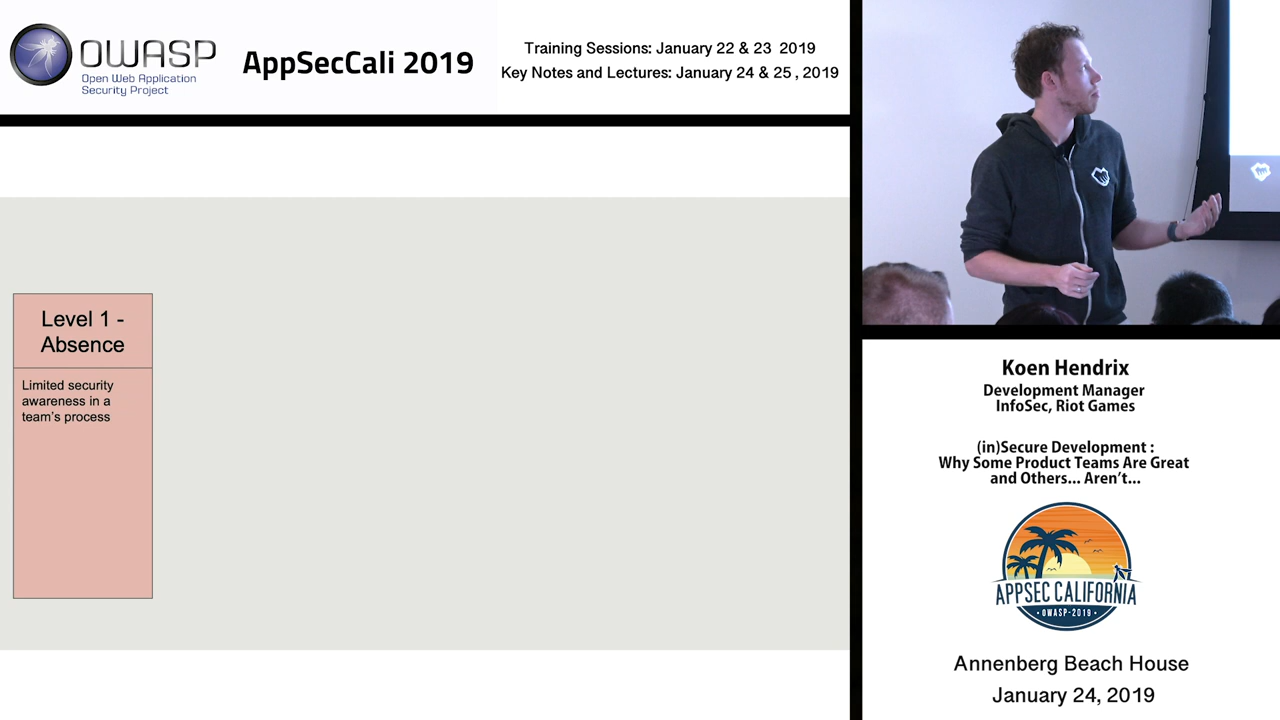 OWASP
Open Web Application
Security Project
AppSecCali 2019
Training Sessions: January 22 & 23 2019
Key Notes and Lectures: January 24 & 25 , 2019
Level 1 -
Absence
Limited security
awareness in a
team's process
Koen Hendrix
Development Manager
InfoSec, Riot Games
(in)Secure Development :
Why Some Product Teams Are Great
and Others... Aren't...
APPSEC CALIFORNIA
• OWASP-2019 •
Annenberg Beach House
January 24, 2019